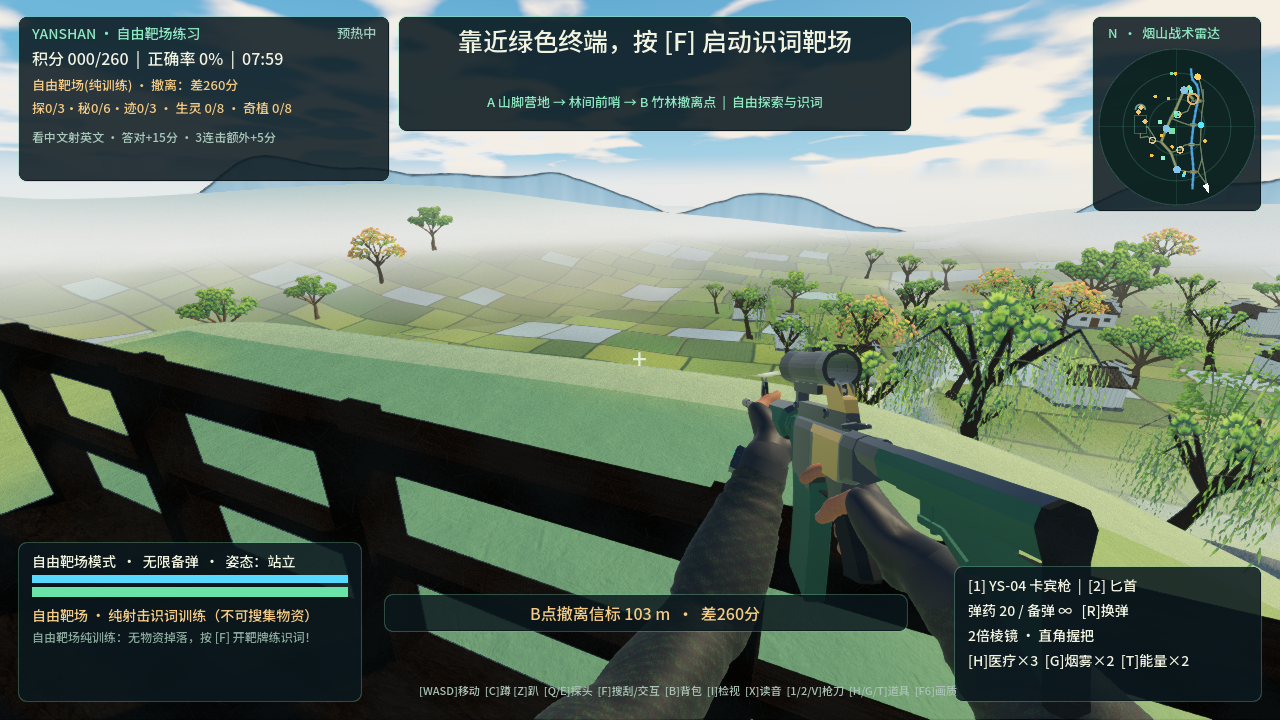 YANSHAN · 自由靶场练习 预热中
积分 000/260 | 正确率 0% | 07:59
自由靶场(纯训练) · 撤离：差260分
探0/3 · 秘0/6 · 迹0/3 · 生灵 0/8 · 奇植 0/8
看中文射英文 · 答对+15分 · 3连击额外+5分
靠近绿色终端，按 [F] 启动识词靶场
A 山脚营地 → 林间前哨 → B 竹林撤离点 | 自由探索与识词
N · 烟山战术雷达
自由靶场模式 · 无限备弹 · 姿态：站立
自由靶场 · 纯射击识词训练（不可搜集物资）
自由靶场纯训练：无物资掉落，按 [F] 开靶牌练识词！
B点撤离信标 103 m · 差260分
[1] YS-04 卡宾枪 | [2] 匕首
弹药 20 / 备弹 ∞ [R]换弹
2倍棱镜 · 直角握把
[H]医疗×3 [G]烟雾×2 [T]能量×2
[WASD]移动 [C]蹲 [Z]趴 [Q/E]探头 [F]搜刮/交互 [B]背包 [I]检视 [X]读音 [1/2/V]枪刀 [H/G/T]道具 [F6]画质